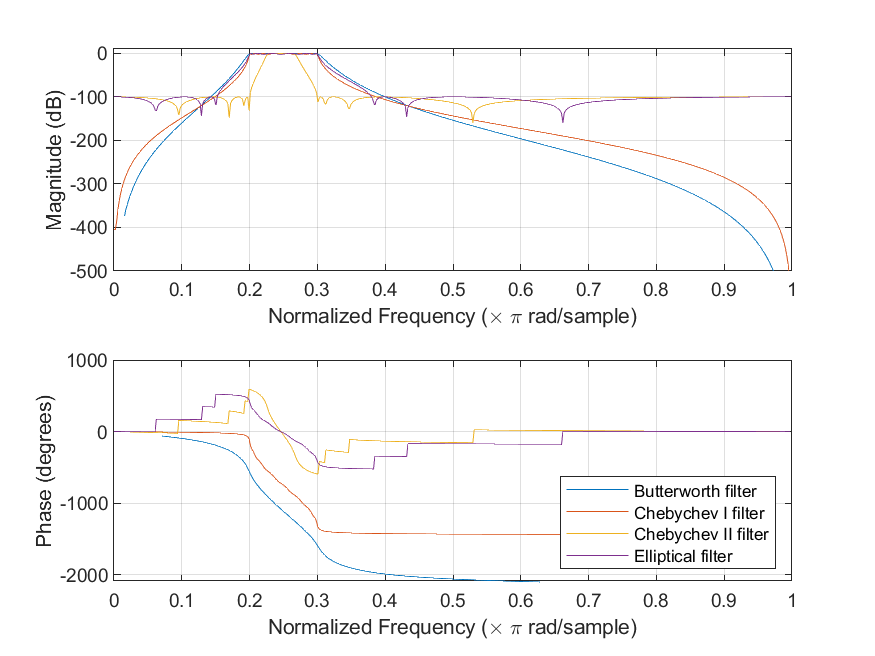 0
-100
-200
-300
-400
-500
Magnitude (dB)
0 0.1 0.2 0.3 0.4 0.5 0.6 0.7 0.8 0.9 1
Normalized Frequency (× π rad/sample)
1000
0
-1000
-2000
Phase (degrees)
Butterworth filter
Chebychev I filter
Chebychev II filter
Elliptical filter
0 0.1 0.2 0.3 0.4 0.5 0.6 0.7 0.8 0.9 1
Normalized Frequency (× π rad/sample)